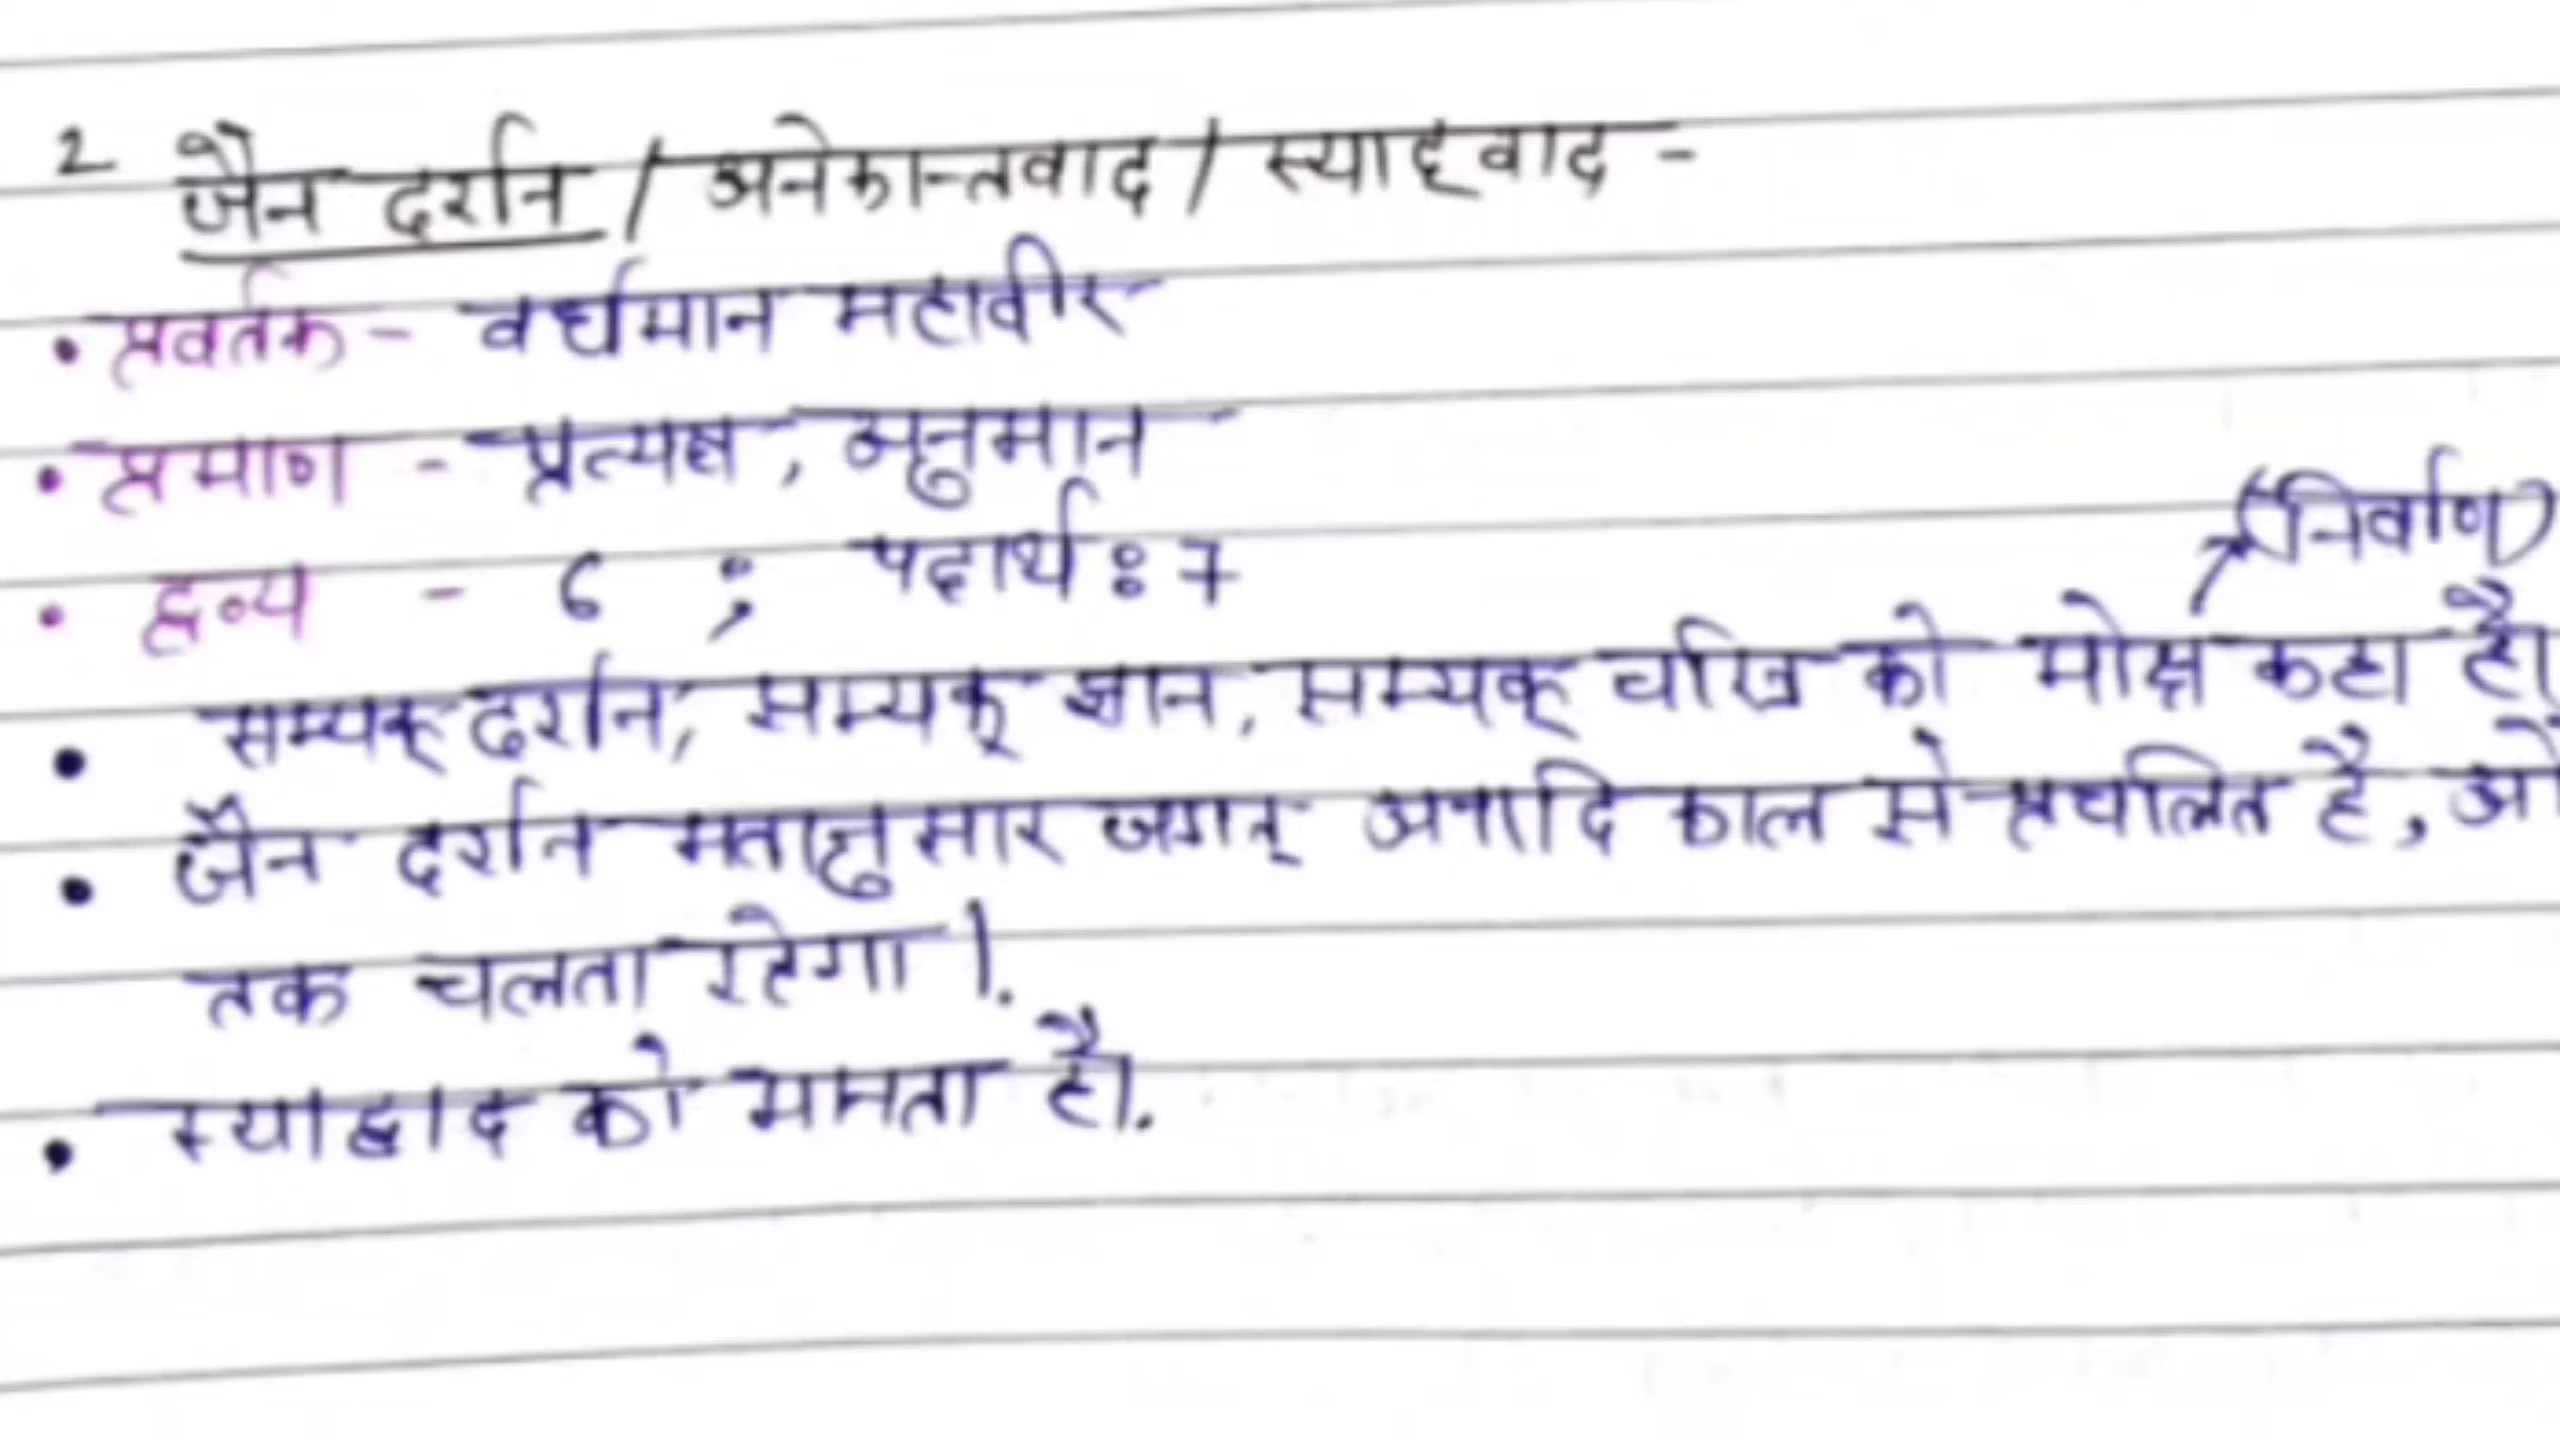 2 जैन दर्शन / अनेकान्तवाद / स्याद्वाद -
• प्रवर्तक - वर्धमान महावीर
• प्रमाण - प्रत्यक्ष, अनुमान
• द्रव्य - 6 ; पदार्थ : 7
(निर्वाण)
• सम्यक् दर्शन, सम्यक् ज्ञान, सम्यक् चरित्र को मोक्ष कहा है।
• जैन दर्शन मतानुसार जगत् अनादि काल से प्रचलित है,
तक चलता रहेगा।.
• स्याद्वाद को ममता है।.